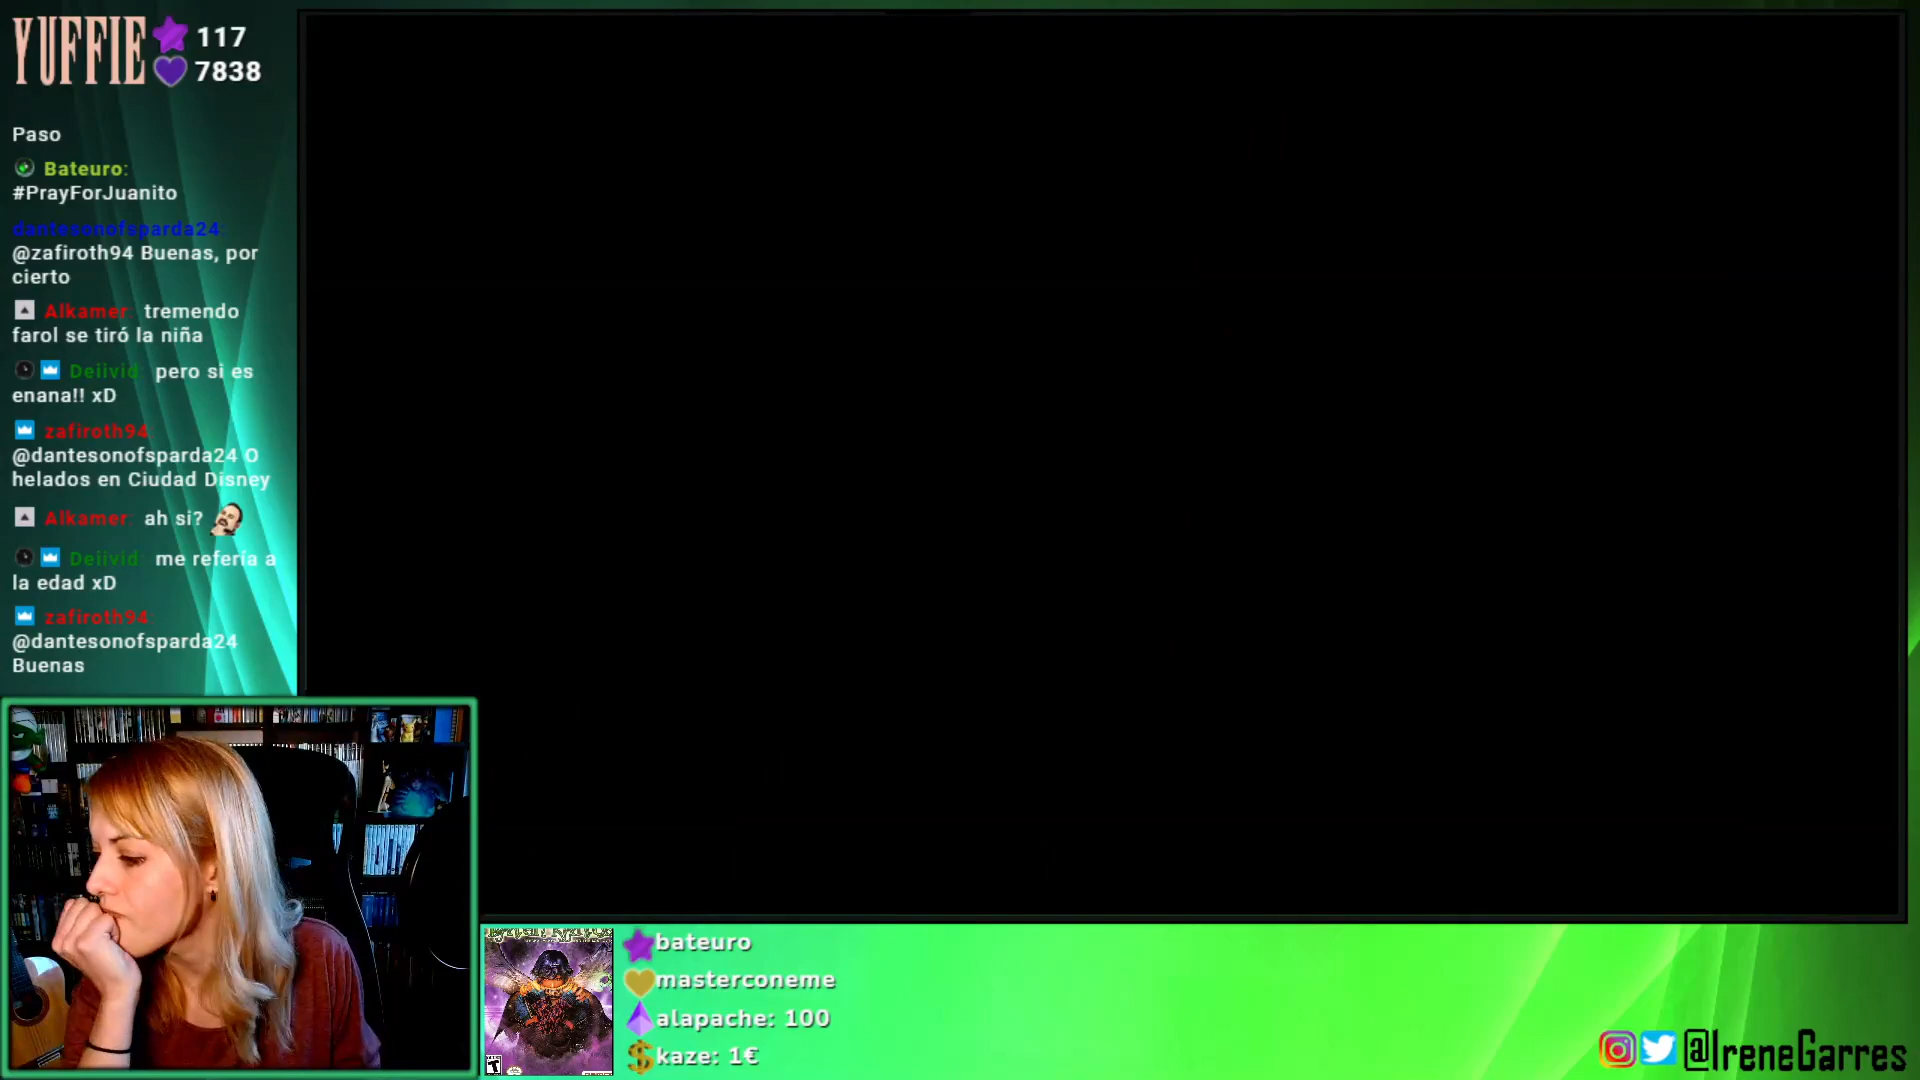 YUFFIE
117
7838
Paso
Bateuro:
#PrayForJuanito
dantesonofsparda24:
@zafiroth94 Buenas, por
cierto
Alkamer: tremendo
farol se tiró la niña
Deiivid: pero si es
enana!! xD
zafiroth94:
@dantesonofsparda24 O
helados en Ciudad Disney
Alkamer: ah si?
Deiivid: me refería a
la edad xD
zafiroth94:
@dantesonofsparda24
Buenas
bateuro
masterconeme
alapache: 100
kaze: 1€
@IreneGarres